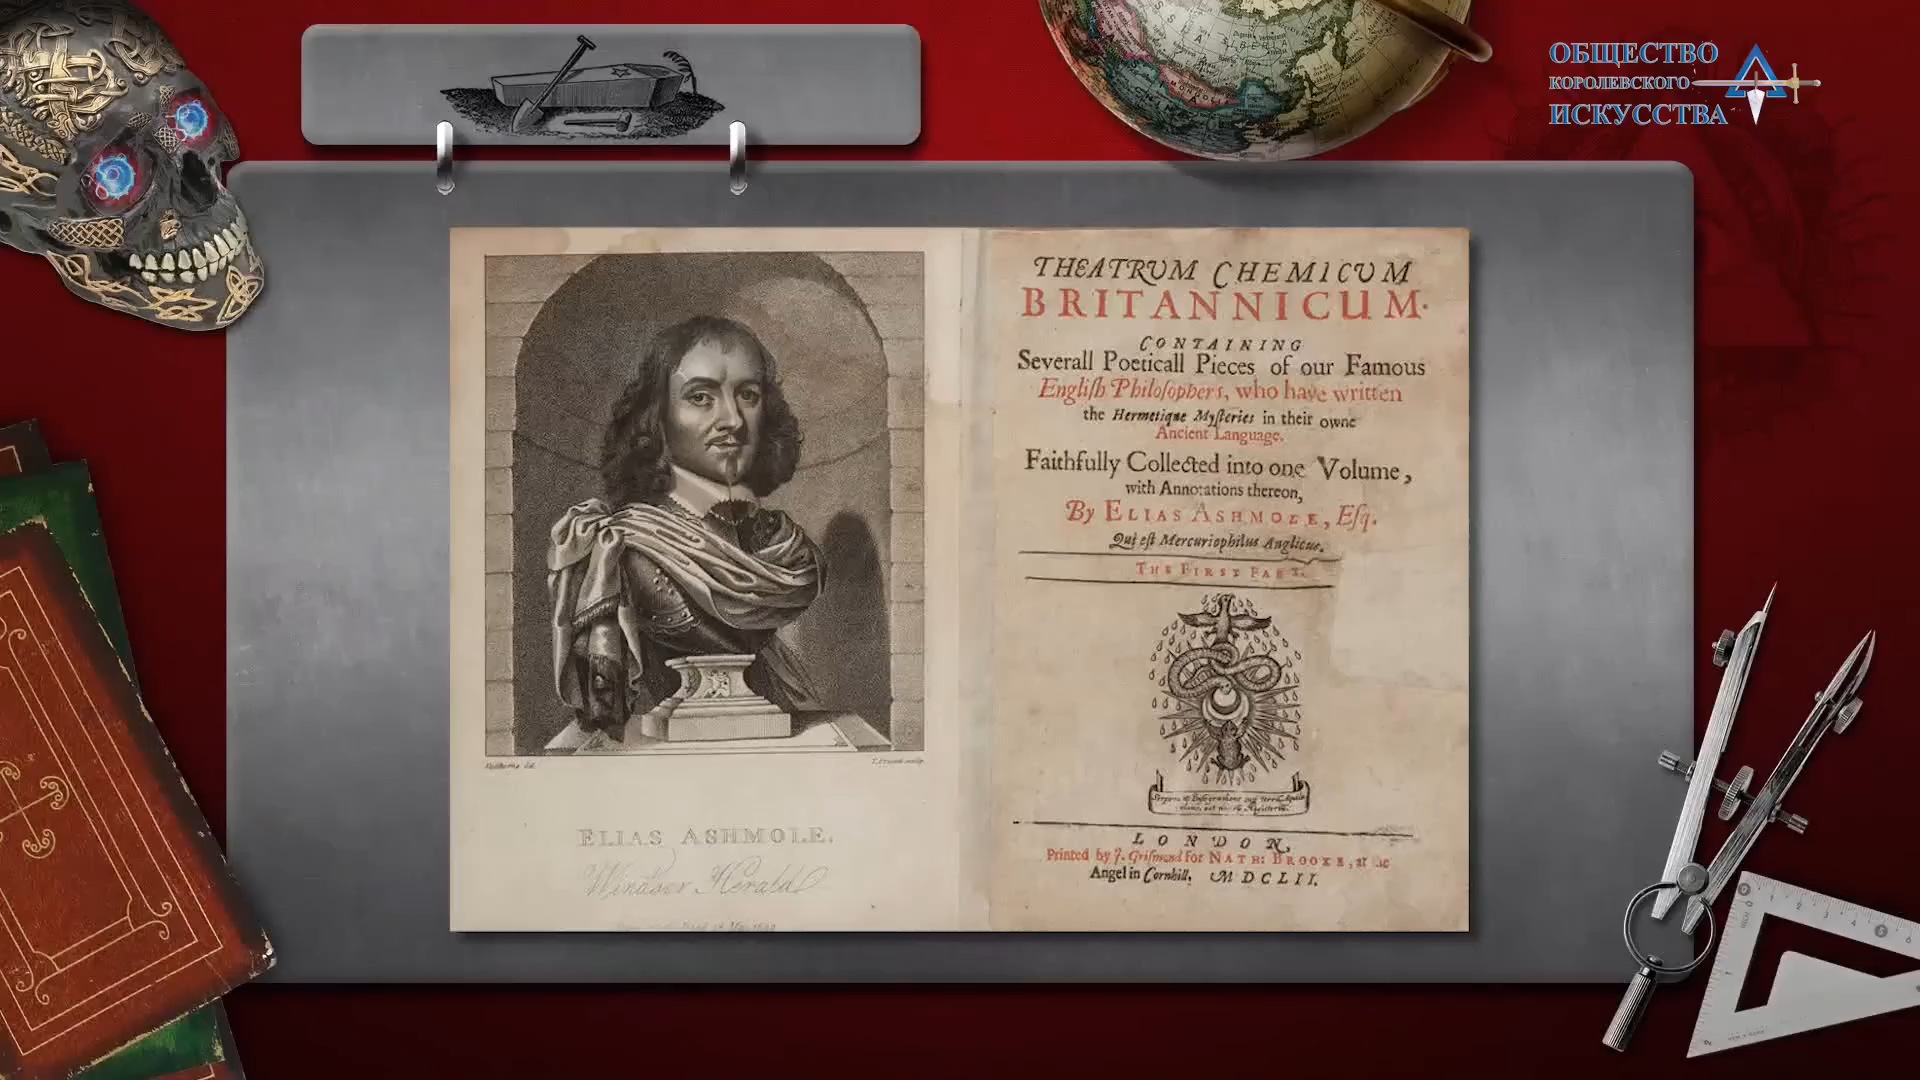 ОБЩЕСТВО
КОРОЛЕВСКОГО
ИСКУССТВА
THEATRVM CHEMICVM
BRITANNICUM.
CONTAINING
Severall Poeticall Pieces of our Famous
Engliſh Philoſophers, who have written
the Hermetique Myſteries in their owne
Ancient Language.
Faithfully Collected into one Volume,
with Annotations thereon,
By ELIAS ASHMOLE, Eſq.
Qui eſt Mercuriophilus Anglicus.
THE FIRST PART.
LONDON,
Printed by J. Griſmond for NATH: BROOKE, at the
Angel in Cornhill. MDCLII.
ELIAS ASHMOLE.
Windsor Herald